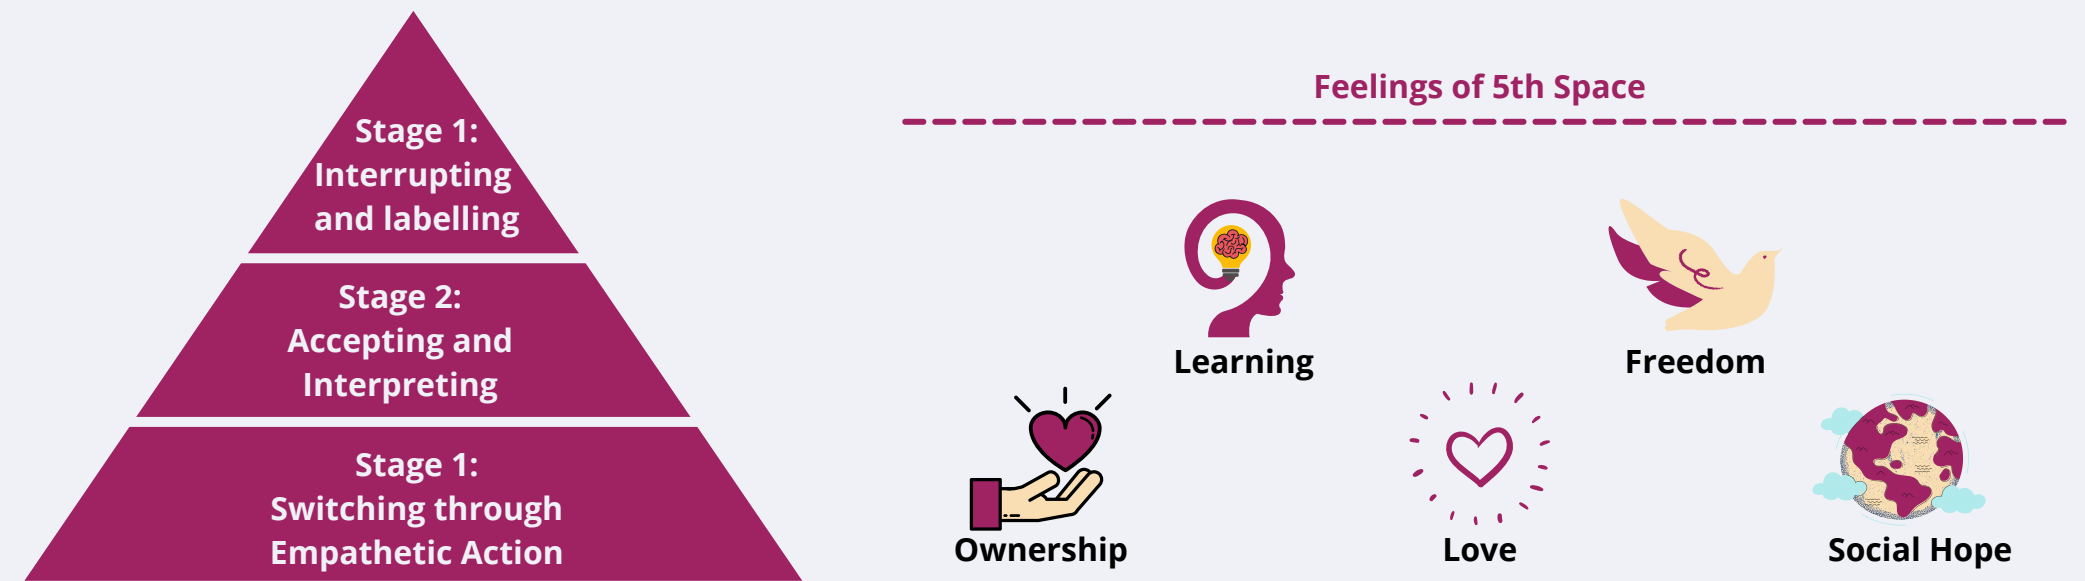 Stage 1:
Interrupting
and labelling
Stage 2:
Accepting and
Interpreting
Stage 1:
Switching through
Empathetic Action
Feelings of 5th Space
Learning
Freedom
Ownership
Love
Social Hope